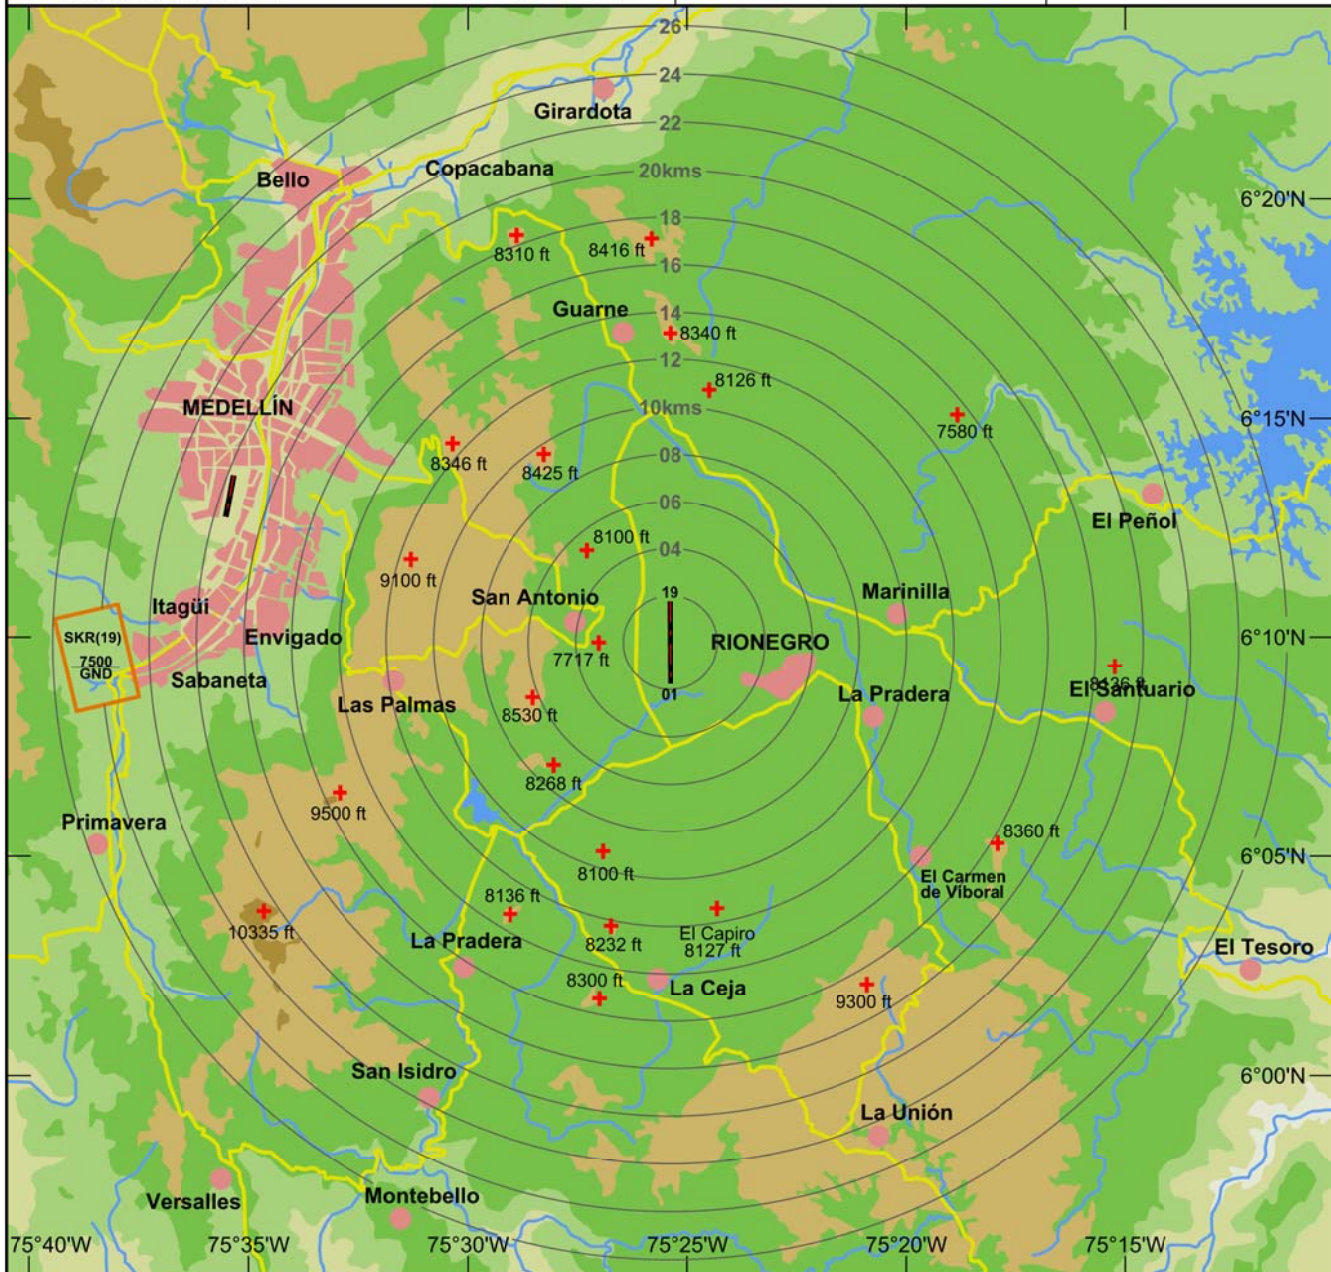 26
24
Girardota
22
Copacabana
20kms
Bello
6°20'N
18
8310 ft
8416 ft
16
Guarne
14
8340 ft
12
8126 ft
MEDELLÍN
10kms
6°15'N
7580 ft
8346 ft
8425 ft
08
06
El Peñol
8100 ft
04
9100 ft
San Antonio
19
Marinilla
Itagüi
SKR(19)
Envigado
RIONEGRO
6°10'N
7500
GND
7717 ft
Sabaneta
01
8136 ft
El Santuario
Las Palmas
8530 ft
La Pradera
8268 ft
9500 ft
Primavera
8360 ft
6°05'N
8100 ft
El Carmen
de Viboral
8136 ft
10335 ft
La Pradera
8232 ft
El Capiro
8127 ft
El Tesoro
8300 ft
La Ceja
9300 ft
San Isidro
6°00'N
La Unión
Versalles
Montebello
75°40'W
75°35'W
75°30'W
75°25'W
75°20'W
75°15'W